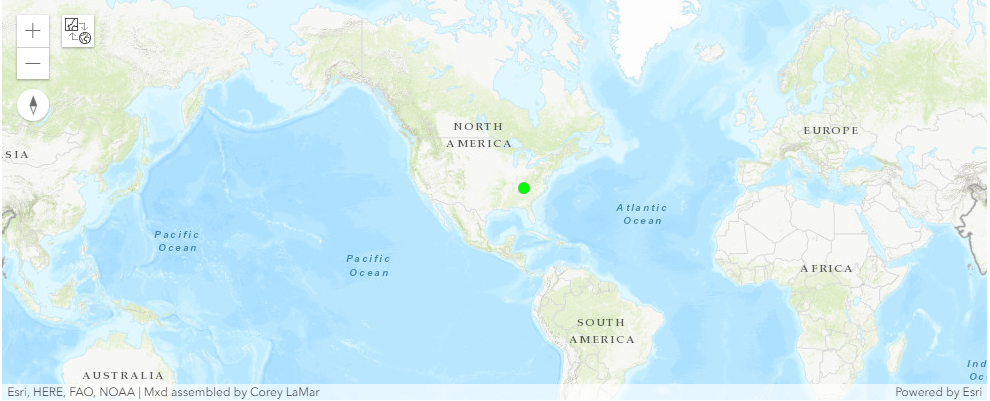 NORTH
AMERICA
EUROPE
SIA
Atlantic
Ocean
Pacific
Ocean
Pacific
Ocean
AFRICA
SOUTH
AMERICA
Ind
O
AUSTRALIA
Esri, HERE, FAO, NOAA | Mxd assembled by Corey LaMar
Powered by Esri